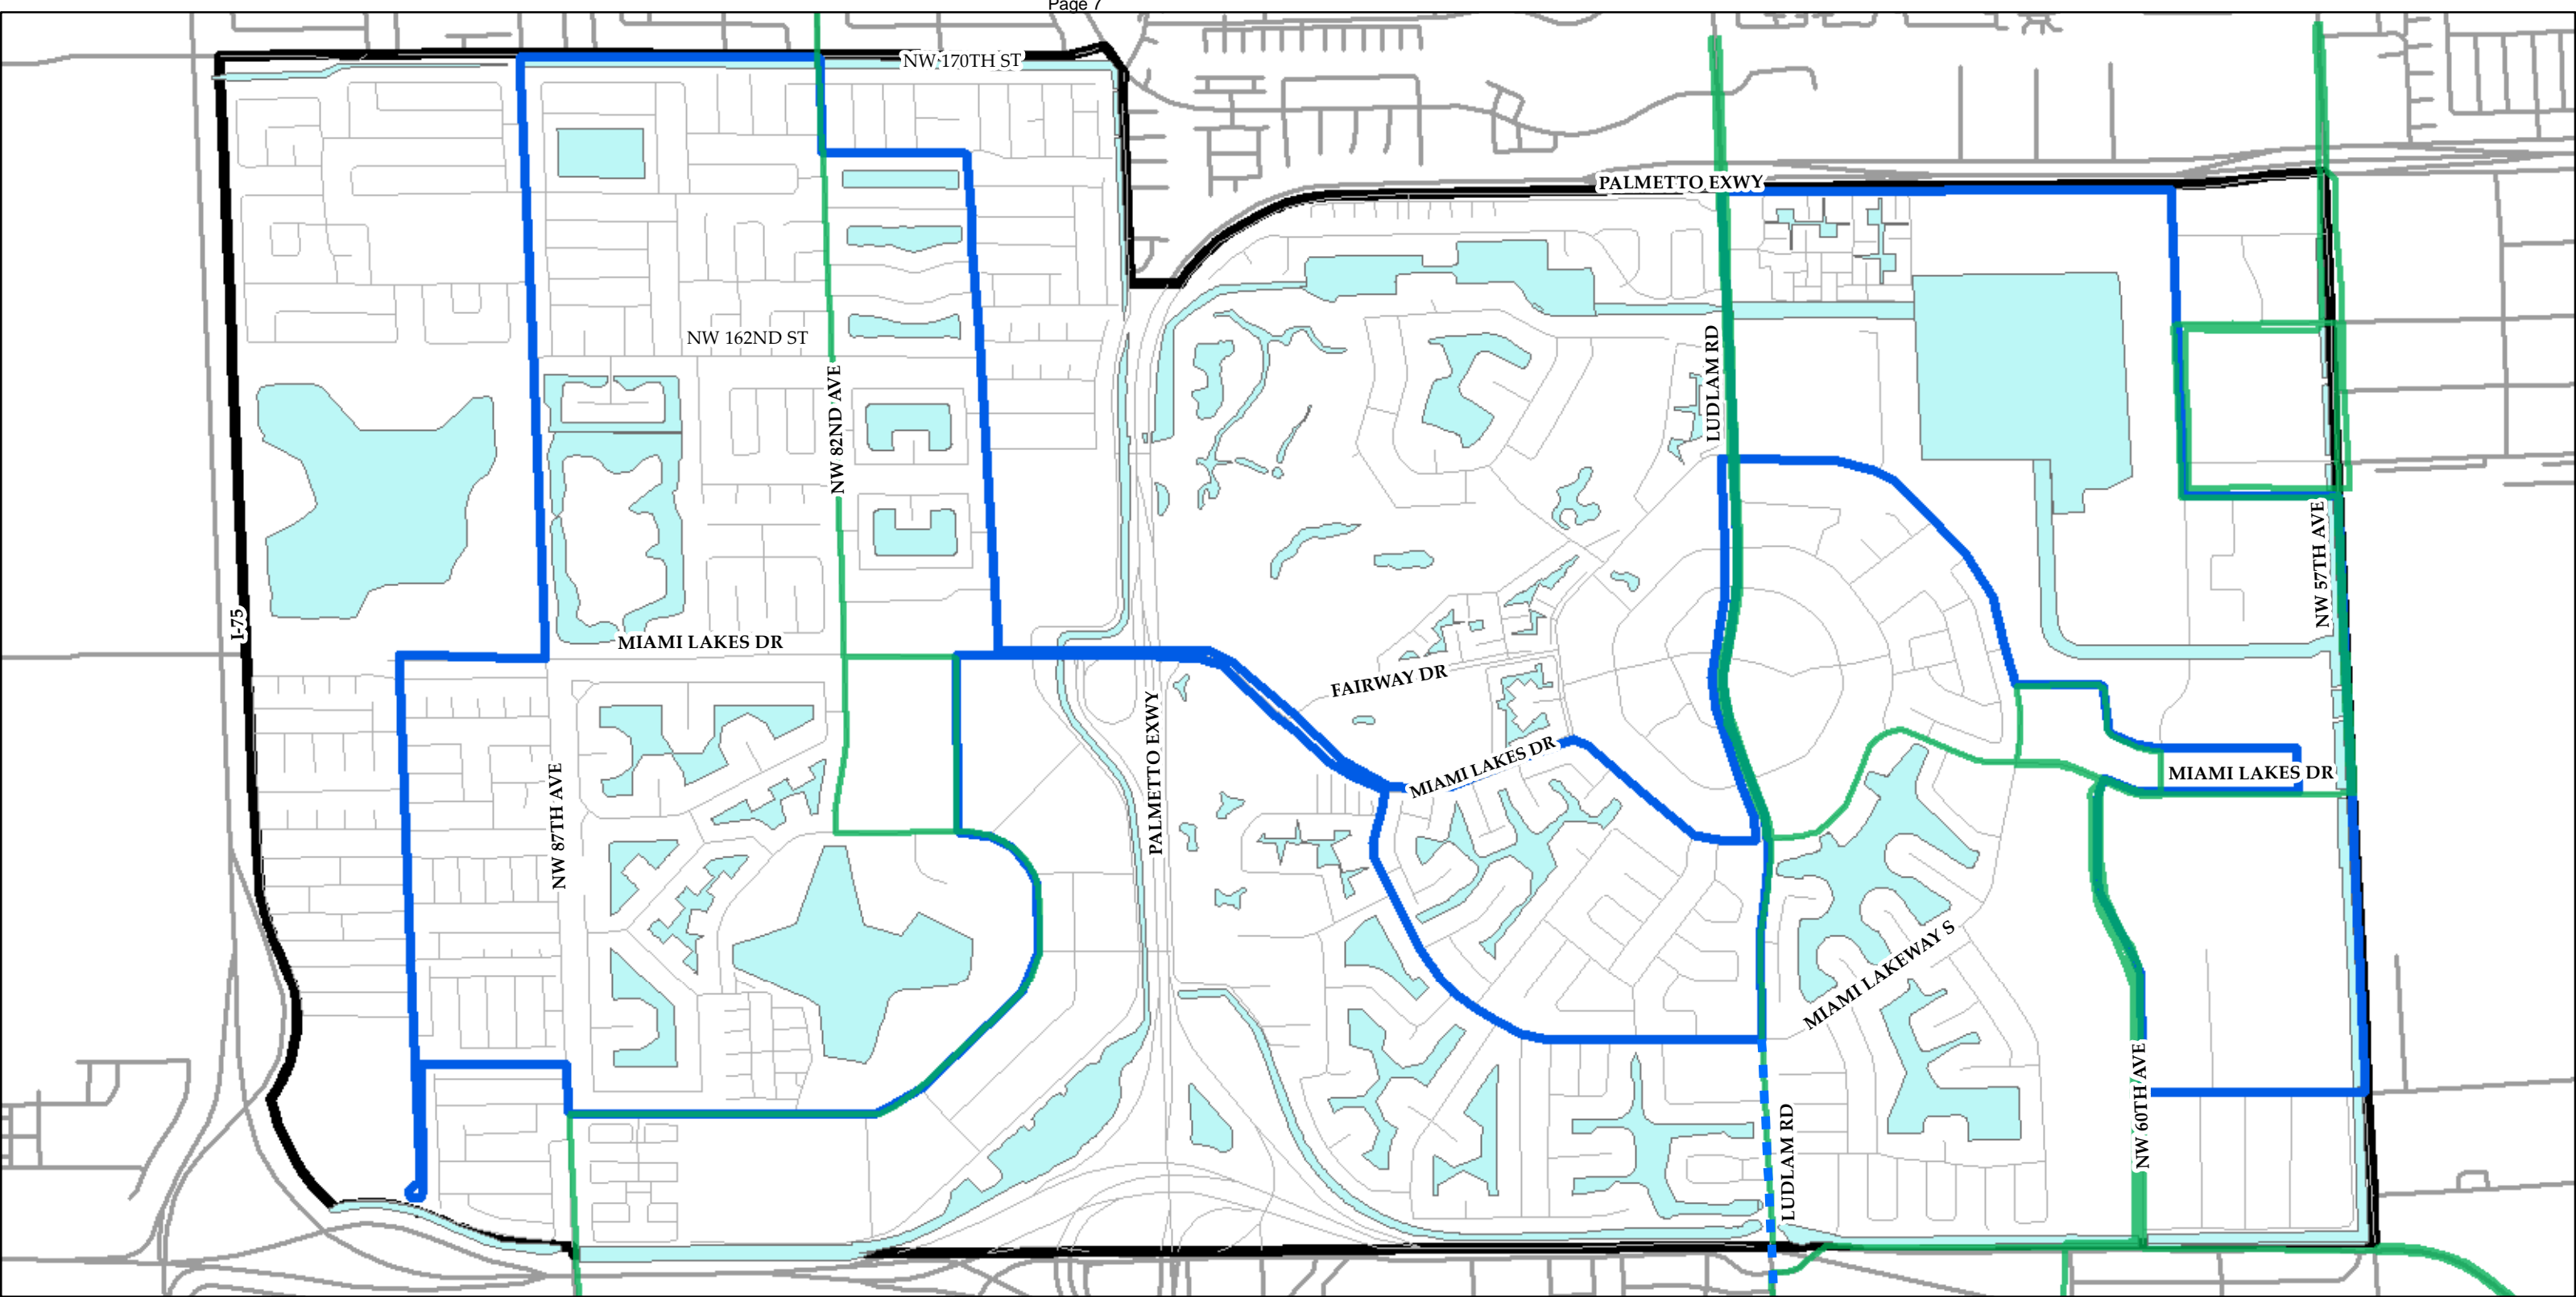 Page 7
NW 170TH ST
PALMETTO EXWY
NW 162ND ST
LUDLAM RD
NW 82ND AVE
NW 57TH AVE
I-75
MIAMI LAKES DR
FAIRWAY DR
PALMETTO EXWY
MIAMI LAKES DR
MIAMI LAKES DR
NW 87TH AVE
MIAMI LAKEWAY S
NW 60TH AVE
LUDLAM RD